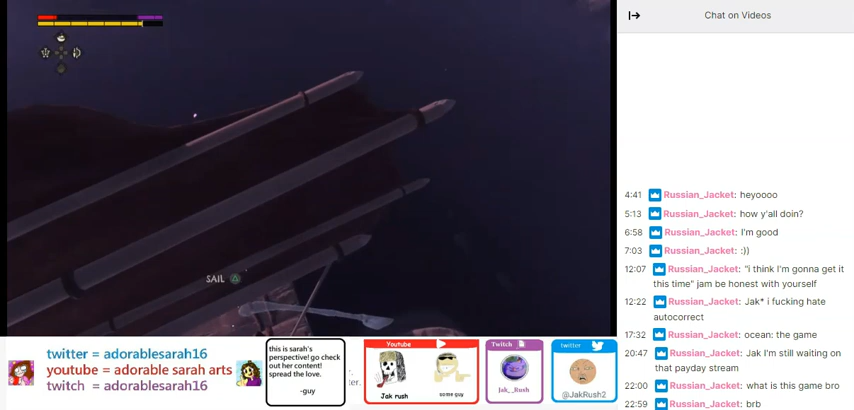 Chat on Videos
4:41 Russian_Jacket: heyoooo
5:13 Russian_Jacket: how y'all doin?
6:58 Russian_Jacket: I'm good
7:03 Russian_Jacket: :))
12:07 Russian_Jacket: "i think I'm gonna get it
this time" jam be honest with yourself
12:22 Russian_Jacket: Jak* i fucking hate
autocorrect
17:32 Russian_Jacket: ocean: the game
20:47 Russian_Jacket: Jak I'm still waiting on
that payday stream
22:00 Russian_Jacket: what is this game bro
22:59 Russian_Jacket: brb
SAIL
twitter = adorablesarah16
youtube = adorable sarah arts
twitch = adorablesarah16
this is sarah's
perspective! go check
out her content!
spread the love.
-guy
Youtube
Jak rush
some guy
Twitch
Jak__Rush
twitter
@JakRush2